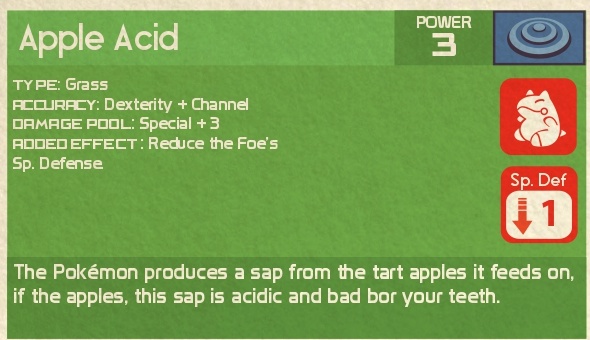 Apple Acid
POWER
3
TYPE: Grass
ACCURACY: Dexterity + Channel
DAMAGE POOL: Special + 3
ADDED EFFECT: Reduce the Foe's
Sp. Defense.
Sp. Def
1
The Pokémon produces a sap from the tart apples it feeds on,
if the apples, this sap is acidic and bad bor your teeth.